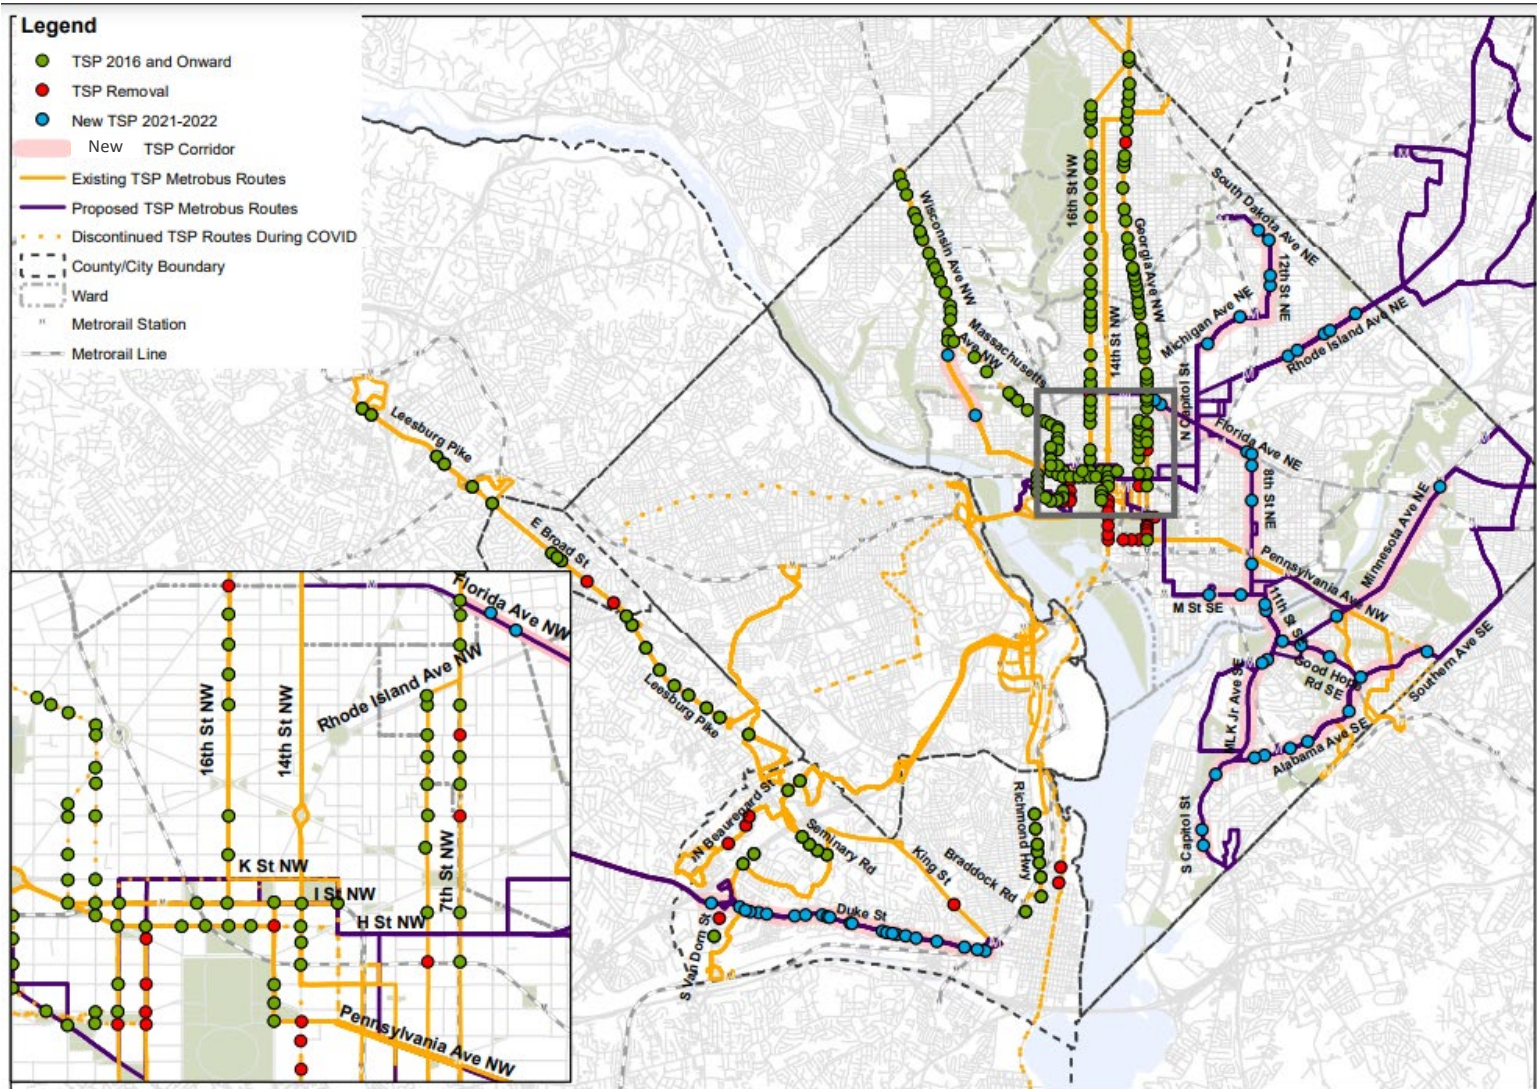 Legend
TSP 2016 and Onward
TSP Removal
New TSP 2021-2022
New TSP Corridor
Existing TSP Metrobus Routes
Proposed TSP Metrobus Routes
Discontinued TSP Routes During COVID
County/City Boundary
Ward
M Metrorail Station
Metrorail Line
Wisconsin Ave NW
16th St NW
Georgia Ave NW
14th St NW
South Dakota Ave NE
12th St NE
Michigan Ave NE
Rhode Island Ave NE
Massachusetts
Ave NW
N Capitol St
Florida Ave NE
8th St NE
Minnesota Ave NE
Pennsylvania Ave NW
M St SE
11th St SE
Good Hope
Rd SE
Southern Ave SE
MLK Jr Ave SE
Alabama Ave SE
S Capitol St
Leesburg Pike
E Broad St
Leesburg Pike
N Beauregard St
Seminary Rd
King St
Braddock Rd
Richmond Hwy
Duke St
S Van Dorn St
Florida Ave NW
Rhode Island Ave NW
16th St NW
14th St NW
7th St NW
K St NW
I St NW
H St NW
Pennsylvania Ave NW